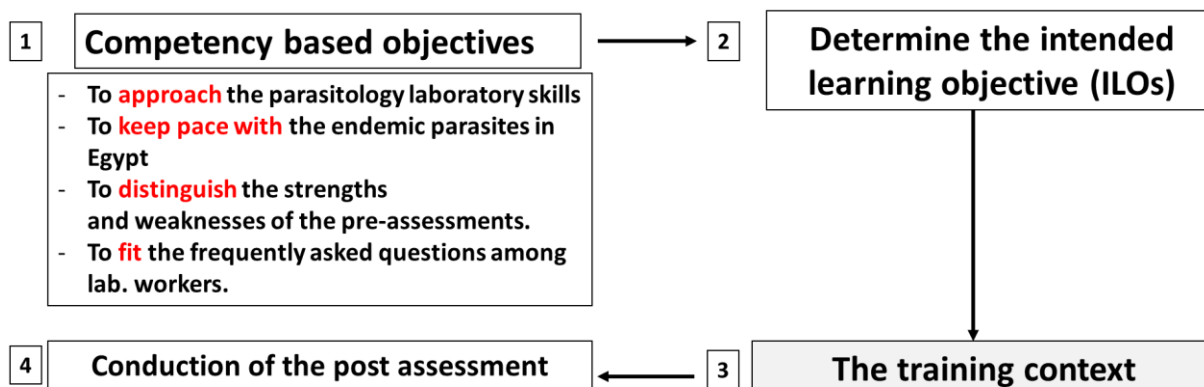 1
Competency based objectives
2
Determine the intended
learning objective (ILOs)
- To approach the parasitology laboratory skills
- To keep pace with the endemic parasites in
Egypt
- To distinguish the strengths
and weaknesses of the pre-assessments.
- To fit the frequently asked questions among
lab. workers.
4
Conduction of the post assessment
3
The training context